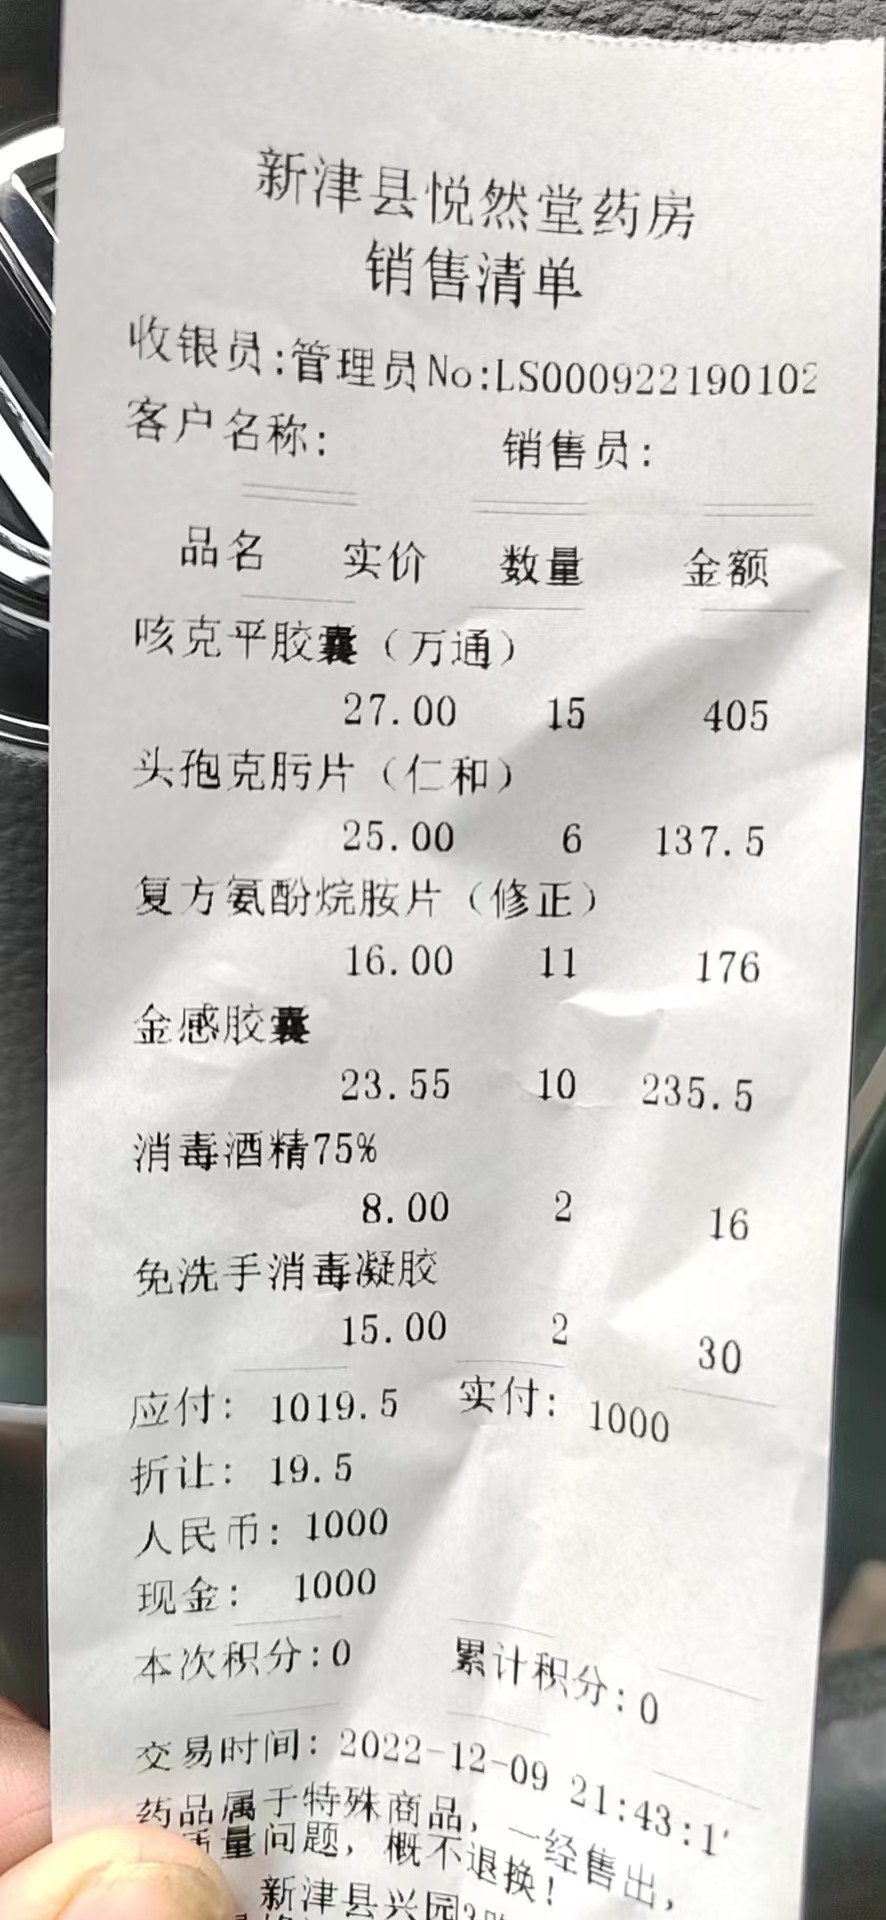 新津县悦然堂药房
销售清单
收银员:管理员No:LS000922190102
客户名称: 销售员:
品名 实价 数量 金额
咳克平胶囊（万通）
27.00 15 405
头孢克肟片（仁和）
25.00 6 137.5
复方氨酚烷胺片（修正）
16.00 11 176
金感胶囊
23.55 10 235.5
消毒酒精75%
8.00 2 16
免洗手消毒凝胶
15.00 2 30
应付: 1019.5 实付: 1000
折让: 19.5
人民币: 1000
现金: 1000
本次积分:0 累计积分:0
交易时间: 2022-12-09 21:43:1
药品属于特殊商品，一经售出，
质量问题，概不退换！
新津县兴园3路